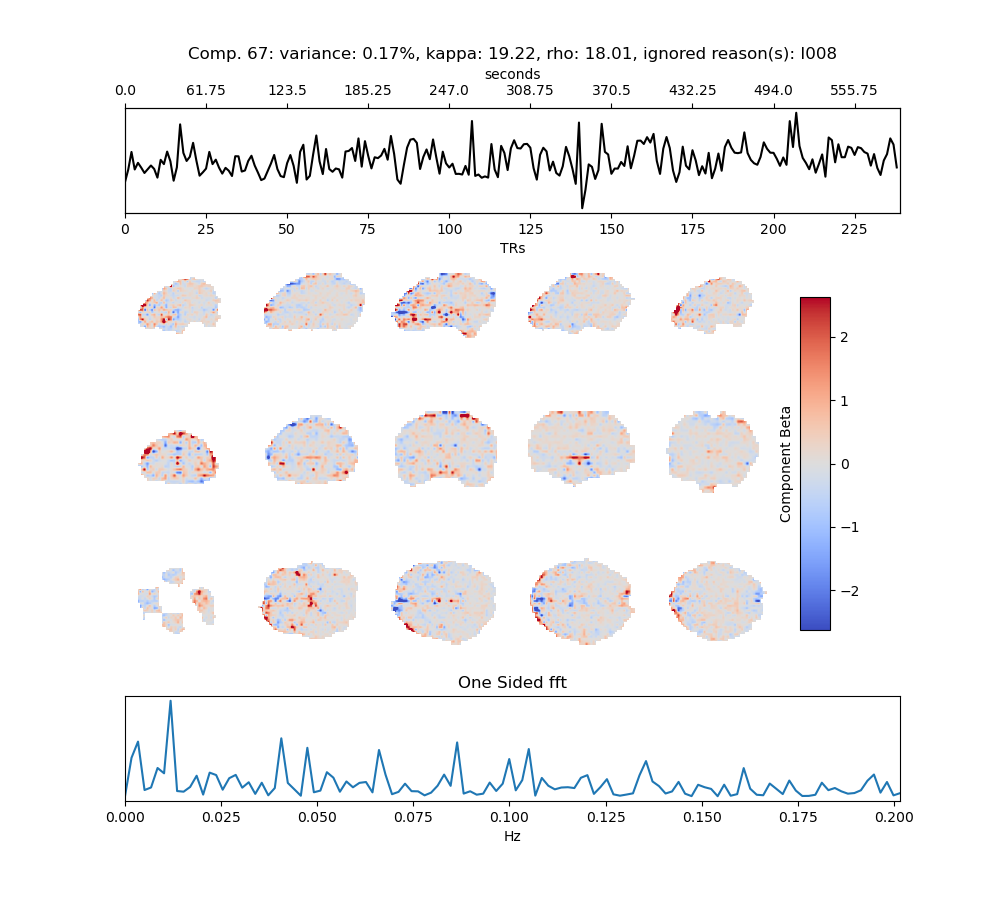 Comp. 67: variance: 0.17%, kappa: 19.22, rho: 18.01, ignored reason(s): I008
seconds
0.0 61.75 123.5 185.25 247.0 308.75 370.5 432.25 494.0 555.75
0 25 50 75 100 125 150 175 200 225
TRs
2
1
0
−1
−2
Component Beta
One Sided fft
0.000 0.025 0.050 0.075 0.100 0.125 0.150 0.175 0.200
Hz